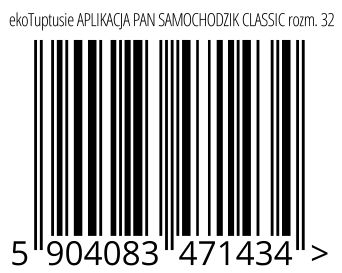 ekoTuptusie APLIKACJA PAN SAMOCHODZIK CLASSIC rozm. 32
5 904083 471434 >